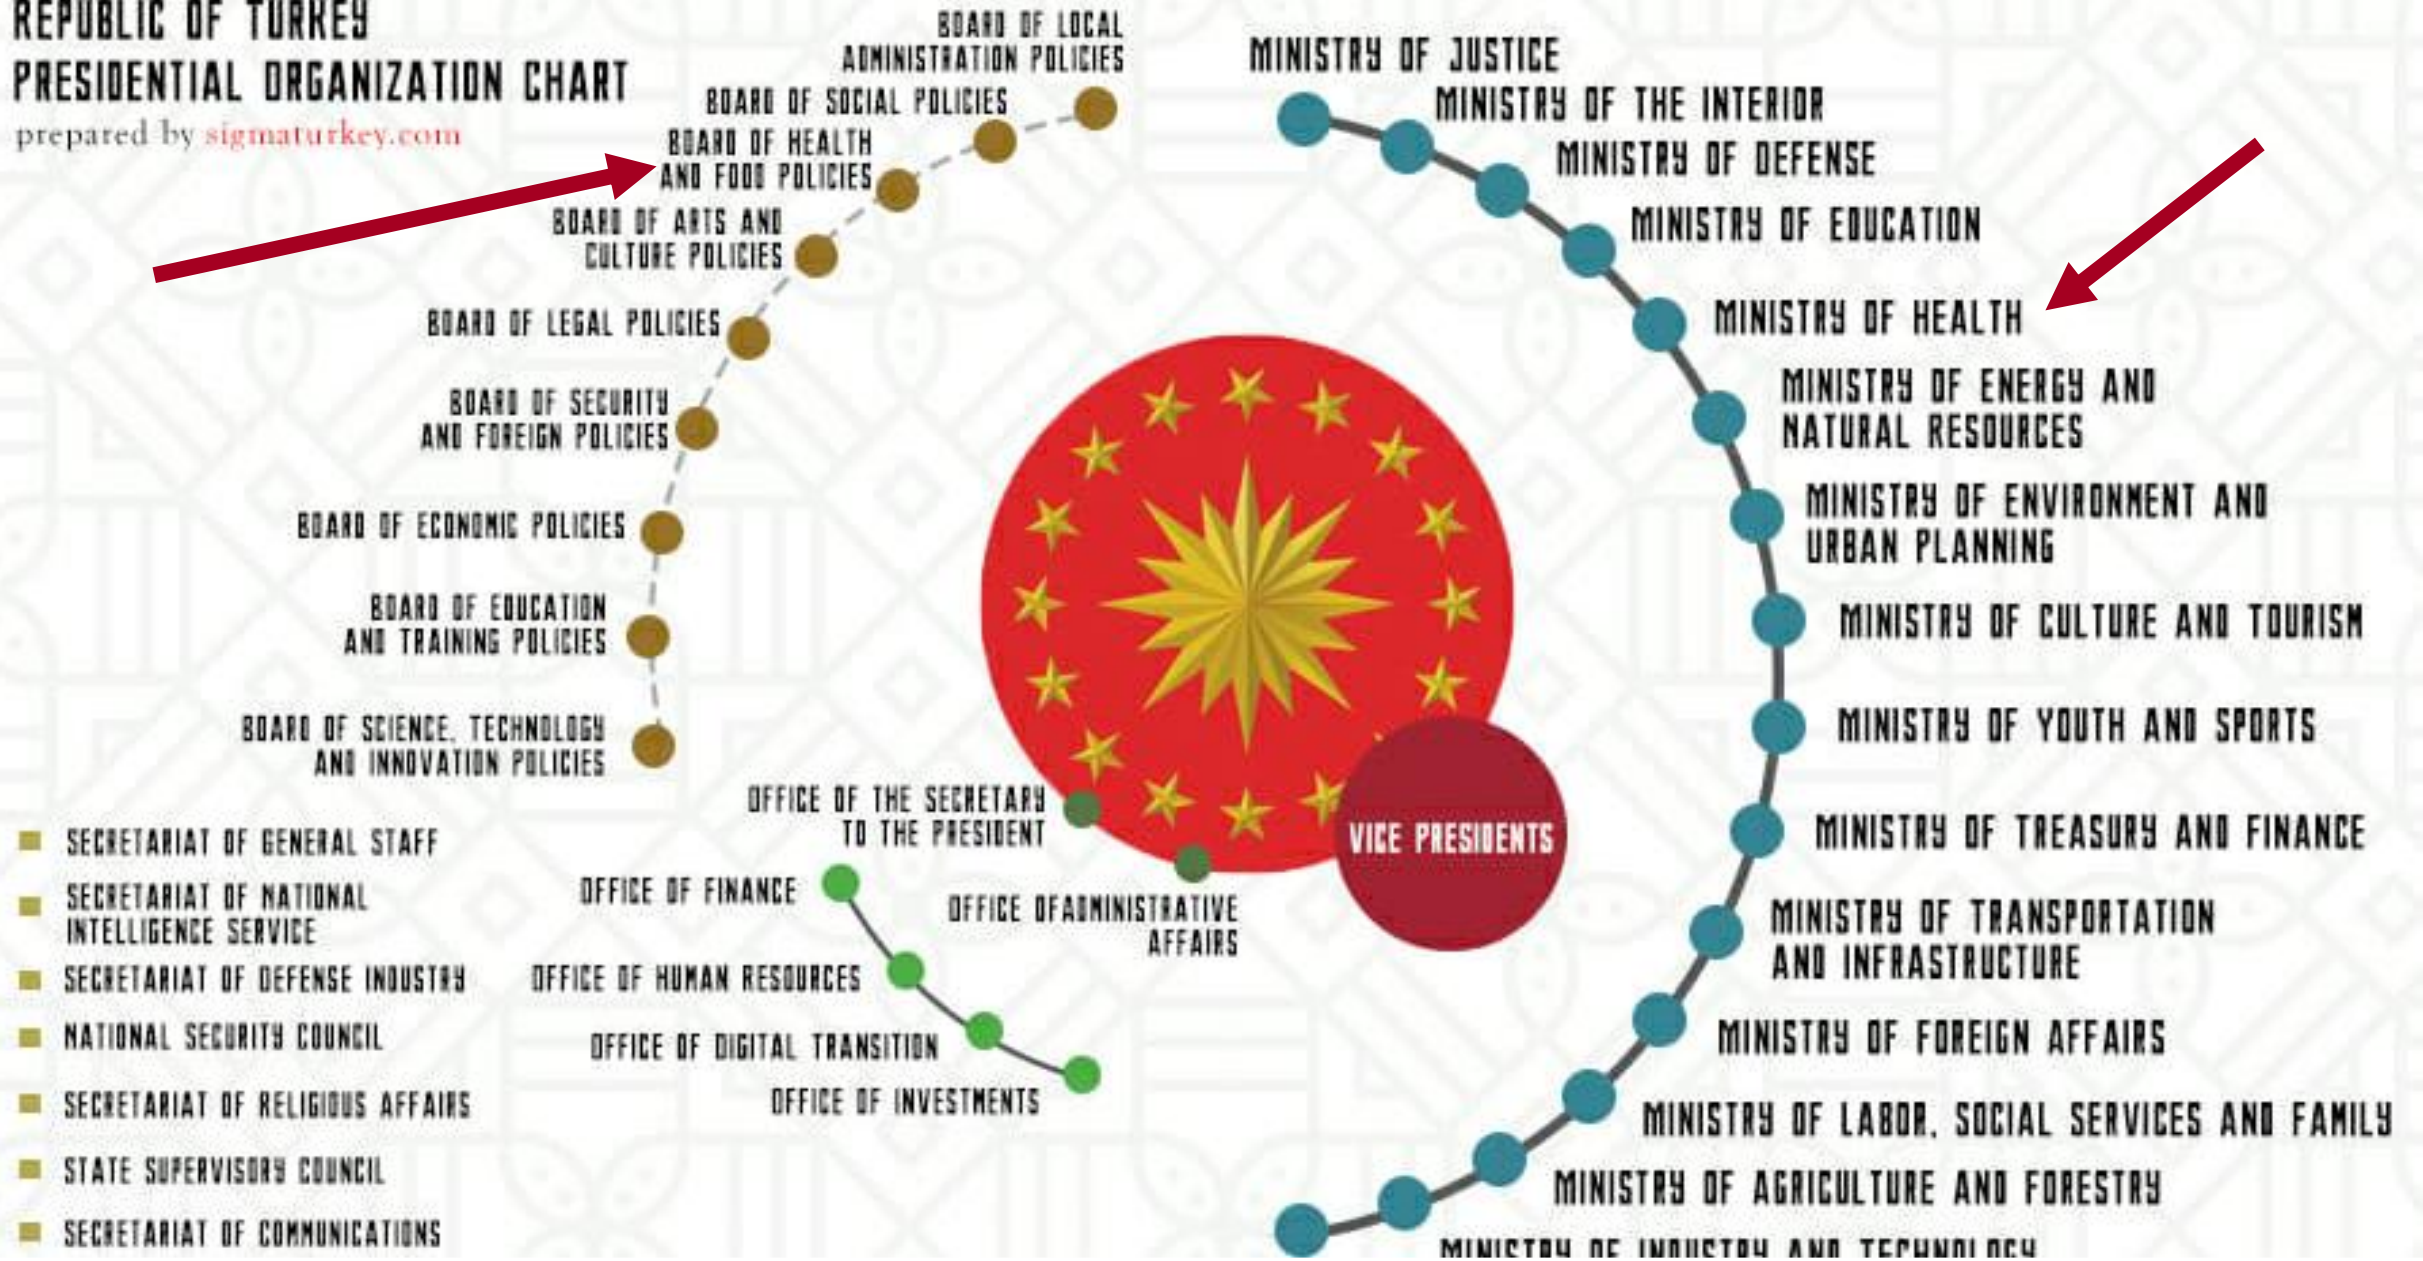 REPUBLIC OF TURKEY
PRESIDENTIAL ORGANIZATION CHART
prepared by sigmaturkey.com
BOARD OF LOCAL
ADMINISTRATION POLICIES
BOARD OF SOCIAL POLICIES
BOARD OF HEALTH
AND FOOD POLICIES
BOARD OF ARTS AND
CULTURE POLICIES
BOARD OF LEGAL POLICIES
BOARD OF SECURITY
AND FOREIGN POLICIES
BOARD OF ECONOMIC POLICIES
BOARD OF EDUCATION
AND TRAINING POLICIES
BOARD OF SCIENCE, TECHNOLOGY
AND INNOVATION POLICIES
SECRETARIAT OF GENERAL STAFF
SECRETARIAT OF NATIONAL
INTELLIGENCE SERVICE
SECRETARIAT OF DEFENSE INDUSTRY
NATIONAL SECURITY COUNCIL
SECRETARIAT OF RELIGIOUS AFFAIRS
STATE SUPERVISORY COUNCIL
SECRETARIAT OF COMMUNICATIONS
OFFICE OF THE SECRETARY
TO THE PRESIDENT
OFFICE OFADMINISTRATIVE
AFFAIRS
OFFICE OF FINANCE
OFFICE OF HUMAN RESOURCES
OFFICE OF DIGITAL TRANSITION
OFFICE OF INVESTMENTS
VICE PRESIDENTS
MINISTRY OF JUSTICE
MINISTRY OF THE INTERIOR
MINISTRY OF DEFENSE
MINISTRY OF EDUCATION
MINISTRY OF HEALTH
MINISTRY OF ENERGY AND
NATURAL RESOURCES
MINISTRY OF ENVIRONMENT AND
URBAN PLANNING
MINISTRY OF CULTURE AND TOURISM
MINISTRY OF YOUTH AND SPORTS
MINISTRY OF TREASURY AND FINANCE
MINISTRY OF TRANSPORTATION
AND INFRASTRUCTURE
MINISTRY OF FOREIGN AFFAIRS
MINISTRY OF LABOR, SOCIAL SERVICES AND FAMILY
MINISTRY OF AGRICULTURE AND FORESTRY
MINISTRY OF INDUSTRY AND TECHNOLOGY